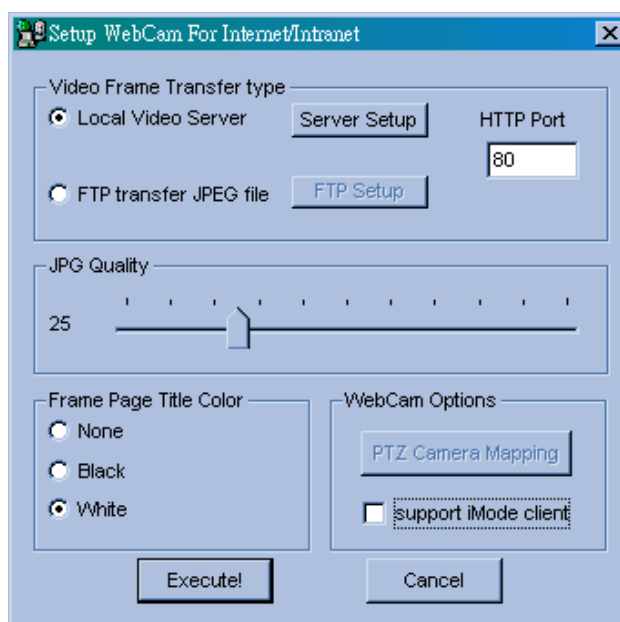 Setup WebCam For Internet/Intranet
Video Frame Transfer type
Local Video Server
Server Setup
HTTP Port
80
FTP transfer JPEG file
FTP Setup
JPG Quality
25
Frame Page Title Color
None
Black
White
WebCam Options
PTZ Camera Mapping
support iMode client
Execute!
Cancel